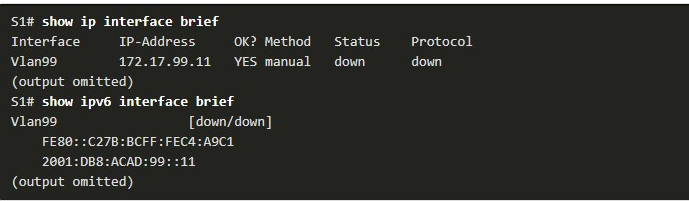 S1# show ip interface brief
Interface IP-Address OK? Method Status Protocol
Vlan99 172.17.99.11 YES manual down down
(output omitted)
S1# show ipv6 interface brief
Vlan99 [down/down]
FE80::C27B:BCFF:FEC4:A9C1
2001:DB8:ACAD:99::11
(output omitted)